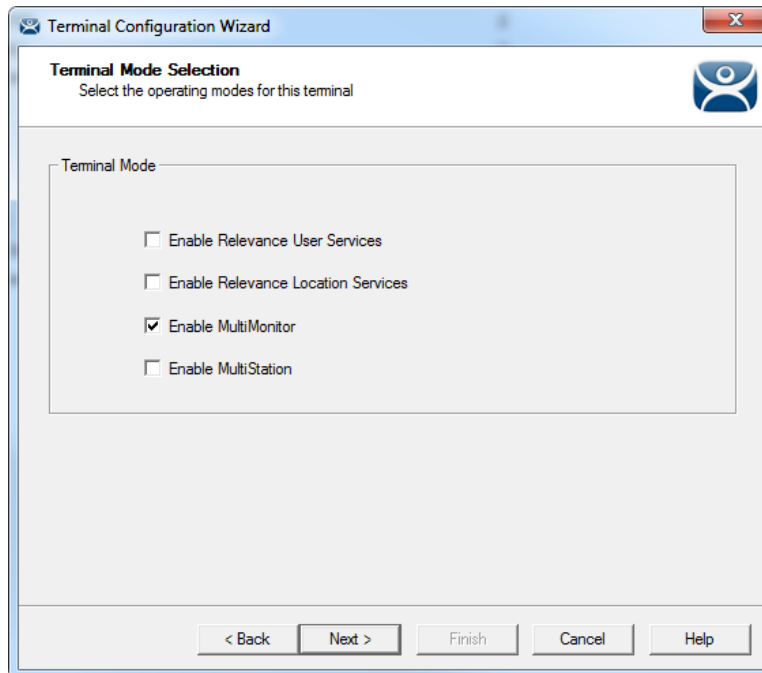 Terminal Configuration Wizard
Terminal Mode Selection
Select the operating modes for this terminal
Terminal Mode
Enable Relevance User Services
Enable Relevance Location Services
Enable MultiMonitor
Enable MultiStation
< Back Next > Finish Cancel Help